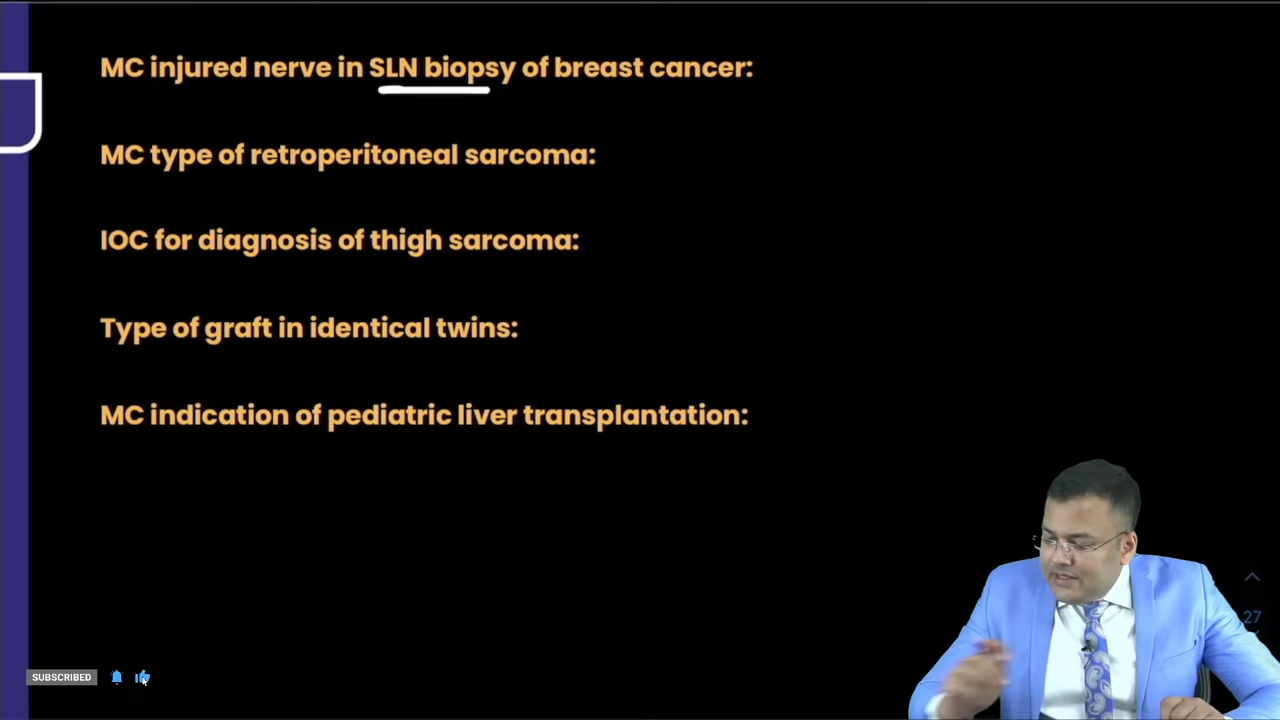 MC injured nerve in SLN biopsy of breast cancer:
MC type of retroperitoneal sarcoma:
IOC for diagnosis of thigh sarcoma:
Type of graft in identical twins:
MC indication of pediatric liver transplantation:
27
SUBSCRIBED